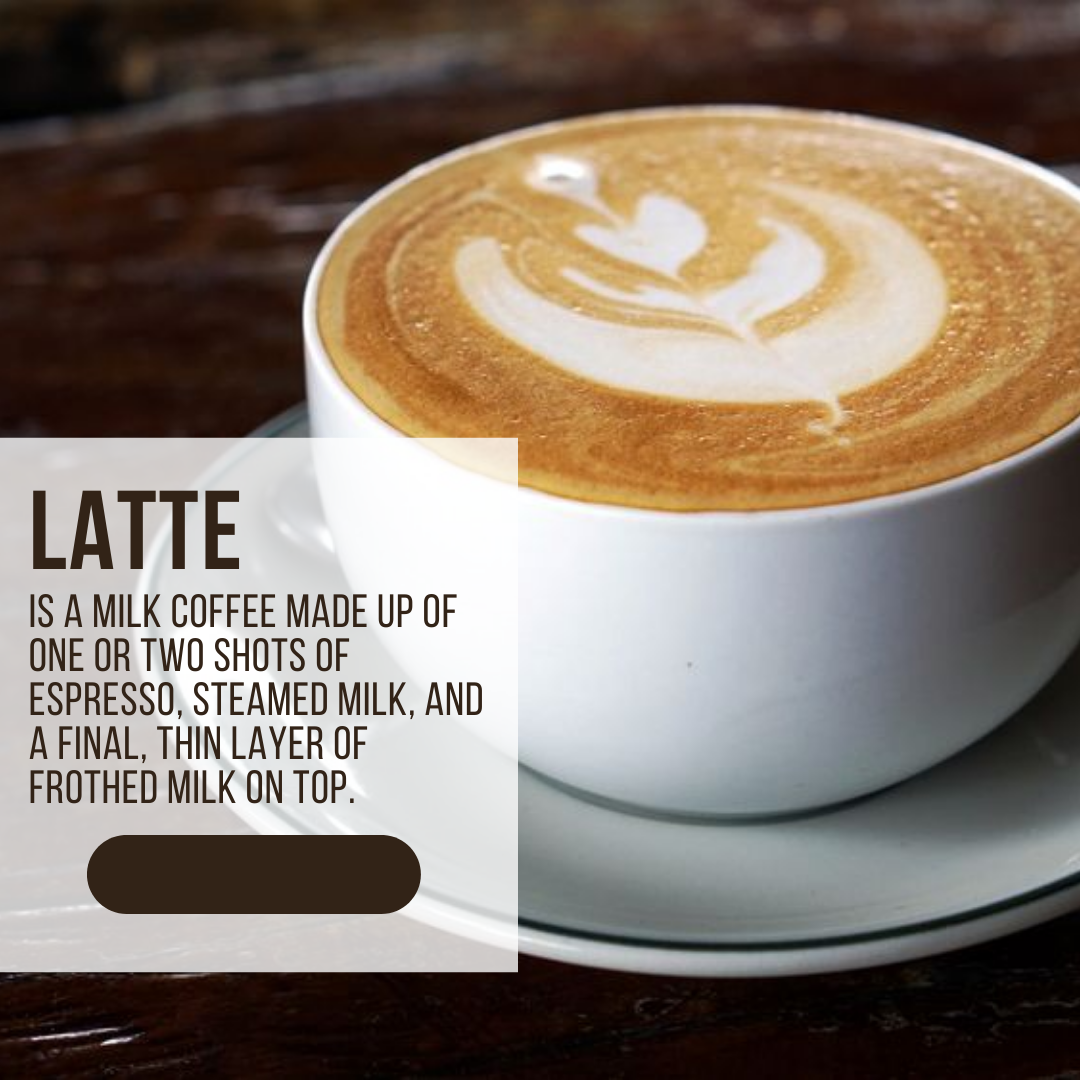 LATTE
IS A MILK COFFEE MADE UP OF
ONE OR TWO SHOTS OF
ESPRESSO, STEAMED MILK, AND
A FINAL, THIN LAYER OF
FROTHED MILK ON TOP.